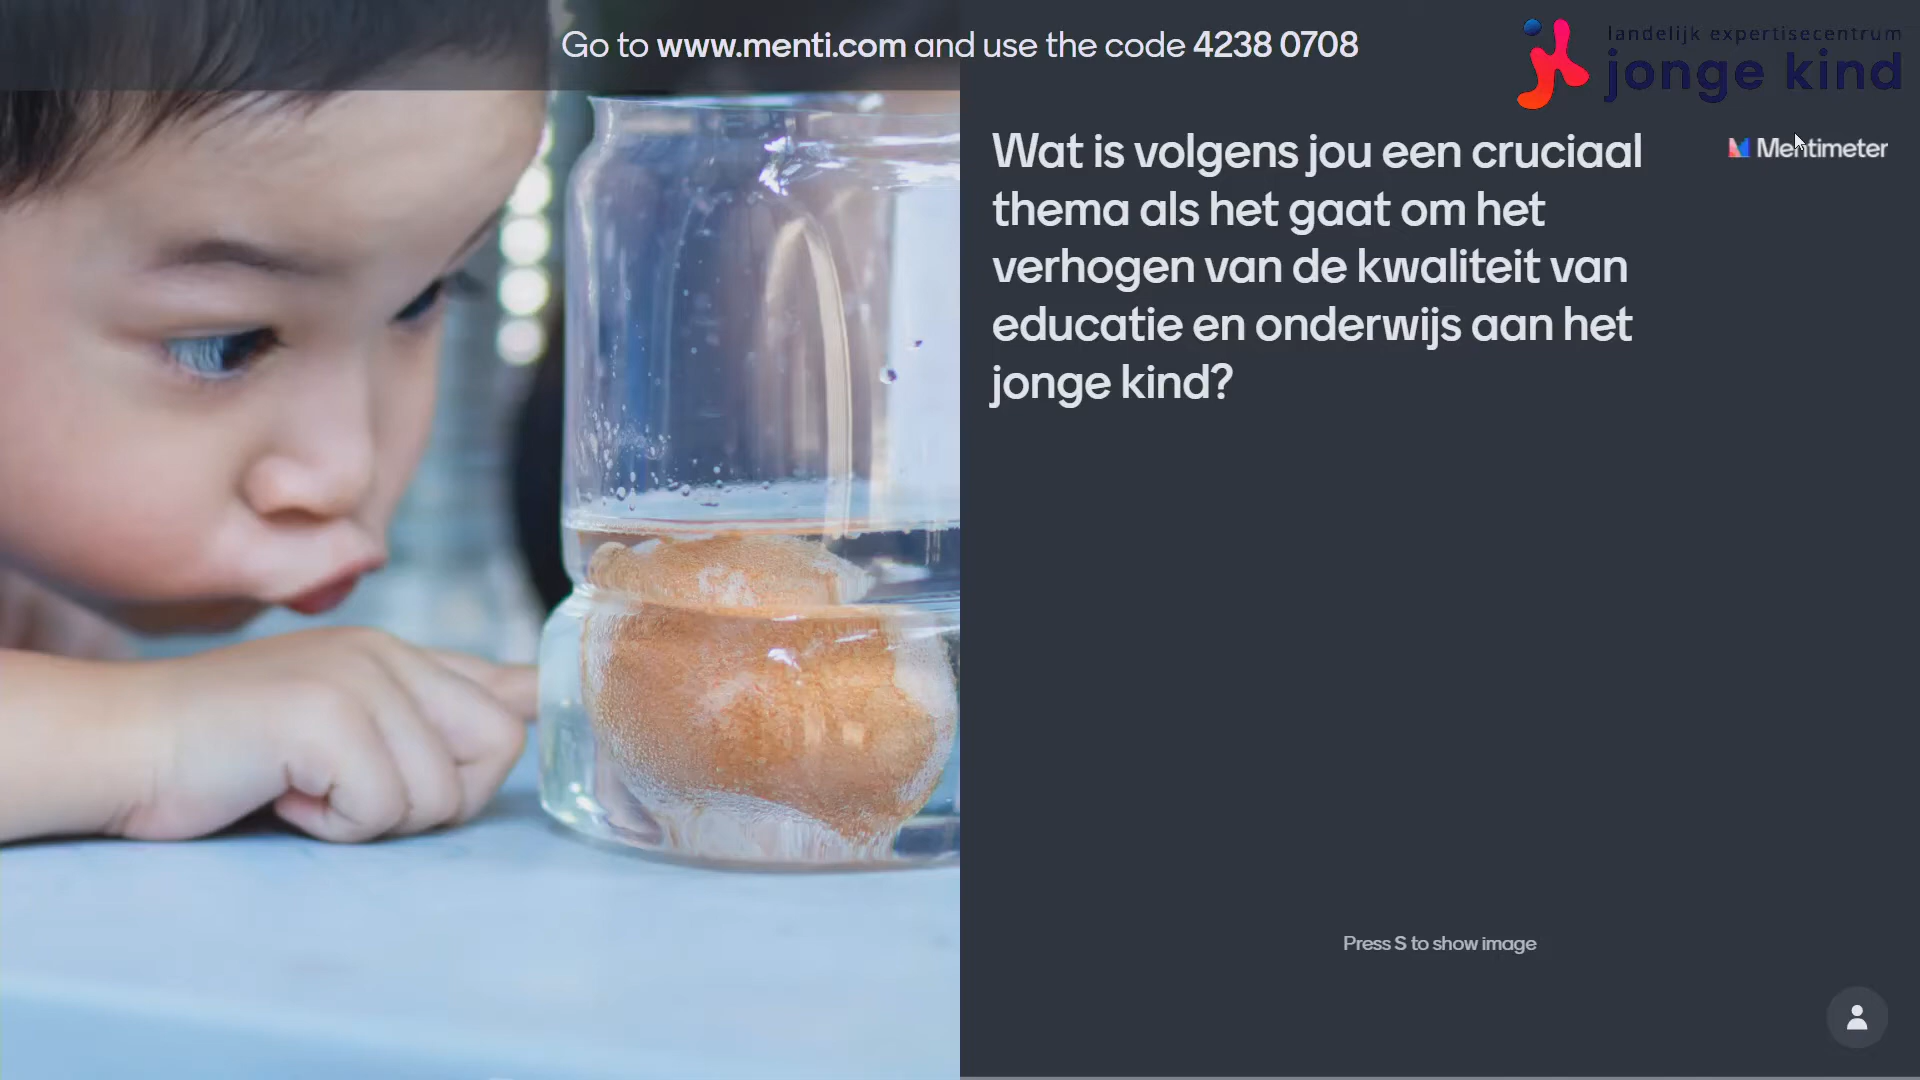 Go to www.menti.com and use the code 4238 0708
landelijk expertisecentrum
jonge kind
Mentimeter
Wat is volgens jou een cruciaal
thema als het gaat om het
verhogen van de kwaliteit van
educatie en onderwijs aan het
jonge kind?
Press S to show image